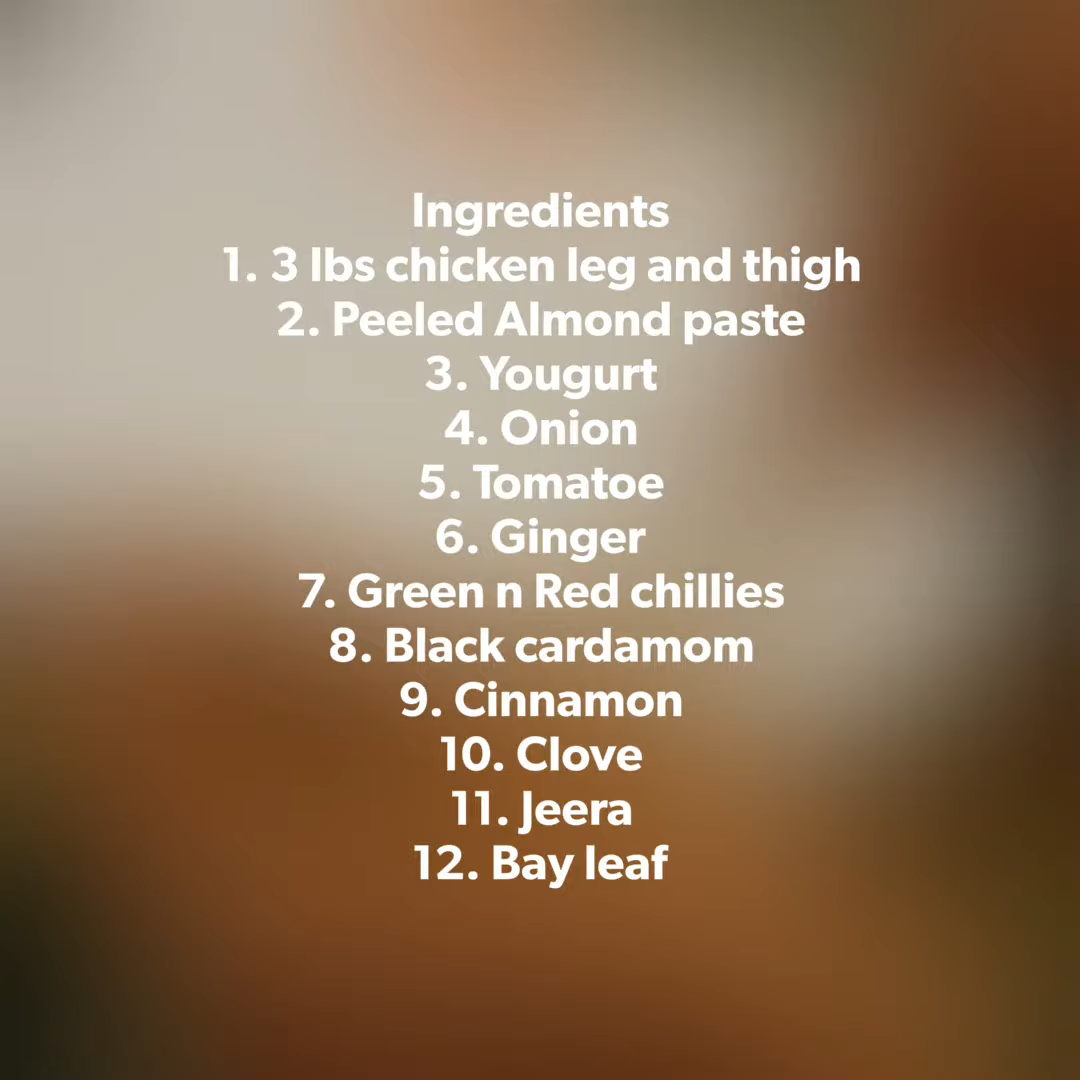 Ingredients
1. 3 lbs chicken leg and thigh
2. Peeled Almond paste
3. Yougurt
4. Onion
5. Tomatoe
6. Ginger
7. Green n Red chillies
8. Black cardamom
9. Cinnamon
10. Clove
11. Jeera
12. Bay leaf